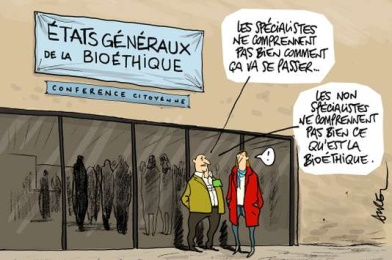 ÉTATS GÉNÉRAUX
DE LA BIOÉTHIQUE
CONFERENCE CITOYENNE
LES SPÉCIALISTES
NE COMPRENNENT
PAS BIEN COMMENT
ÇA VA SE PASSER...
LES NON
SPÉCIALISTES
NE COMPRENNENT
PAS BIEN CE
QU'EST LA
BIOÉTHIQUE.
!